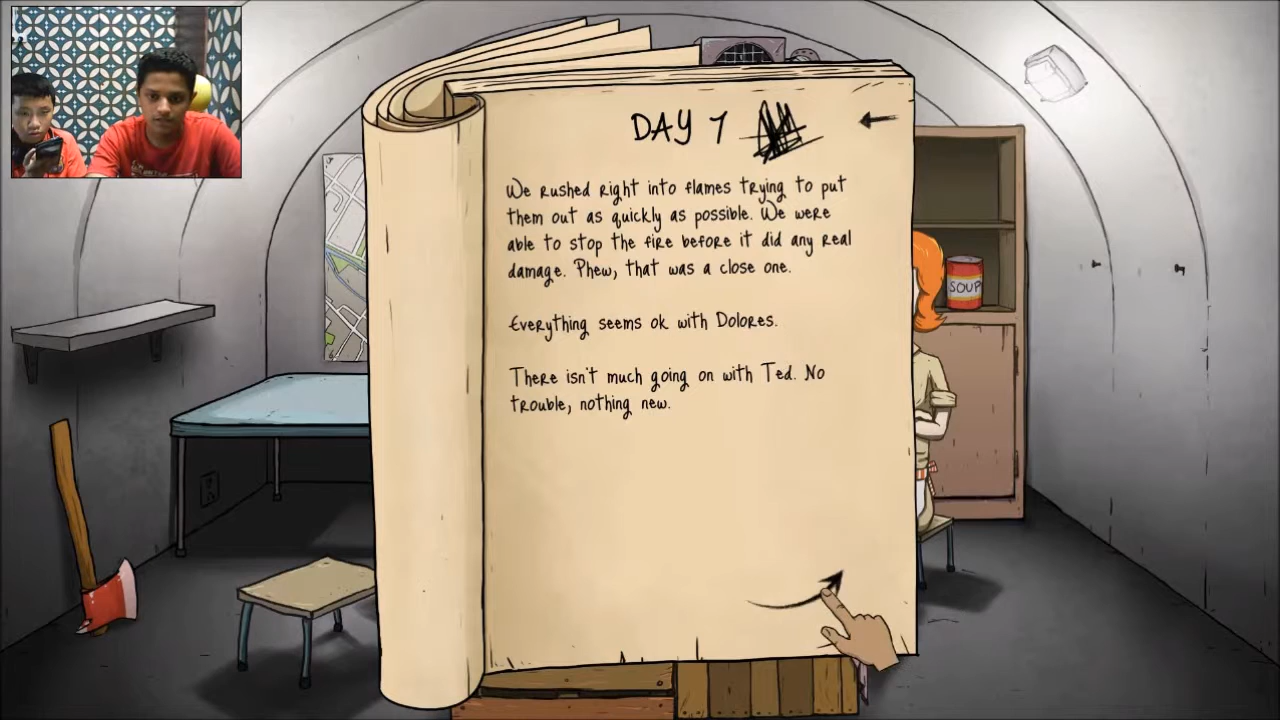 DAY 7
We rushed right into flames trying to put
them out as quickly as possible. We were
able to stop the fire before it did any real
damage. Phew, that was a close one.
Everything seems ok with Dolores.
There isn't much going on with Ted. No
trouble, nothing new.
SOUP